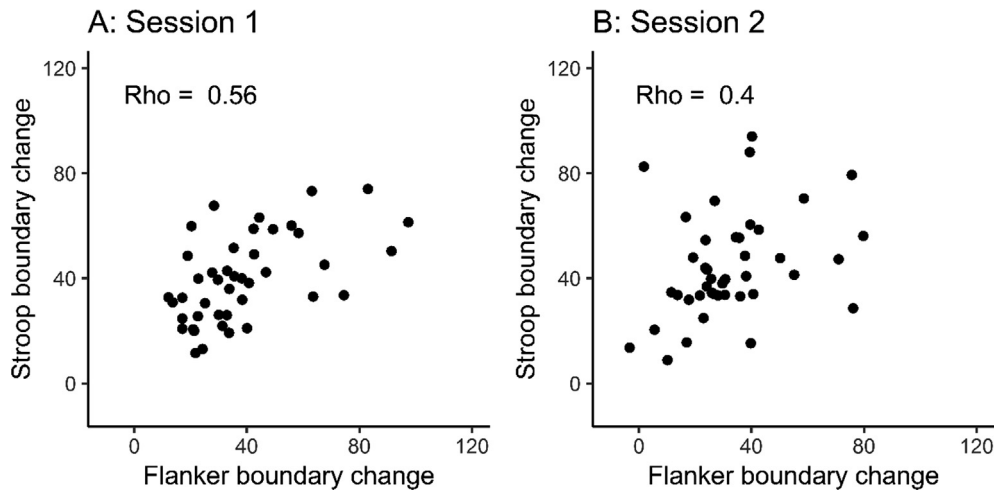 A: Session 1
Rho = 0.56
Stroop boundary change
120
80
40
0
0 40 80 120
Flanker boundary change
B: Session 2
Rho = 0.4
Stroop boundary change
120
80
40
0
0 40 80 120
Flanker boundary change